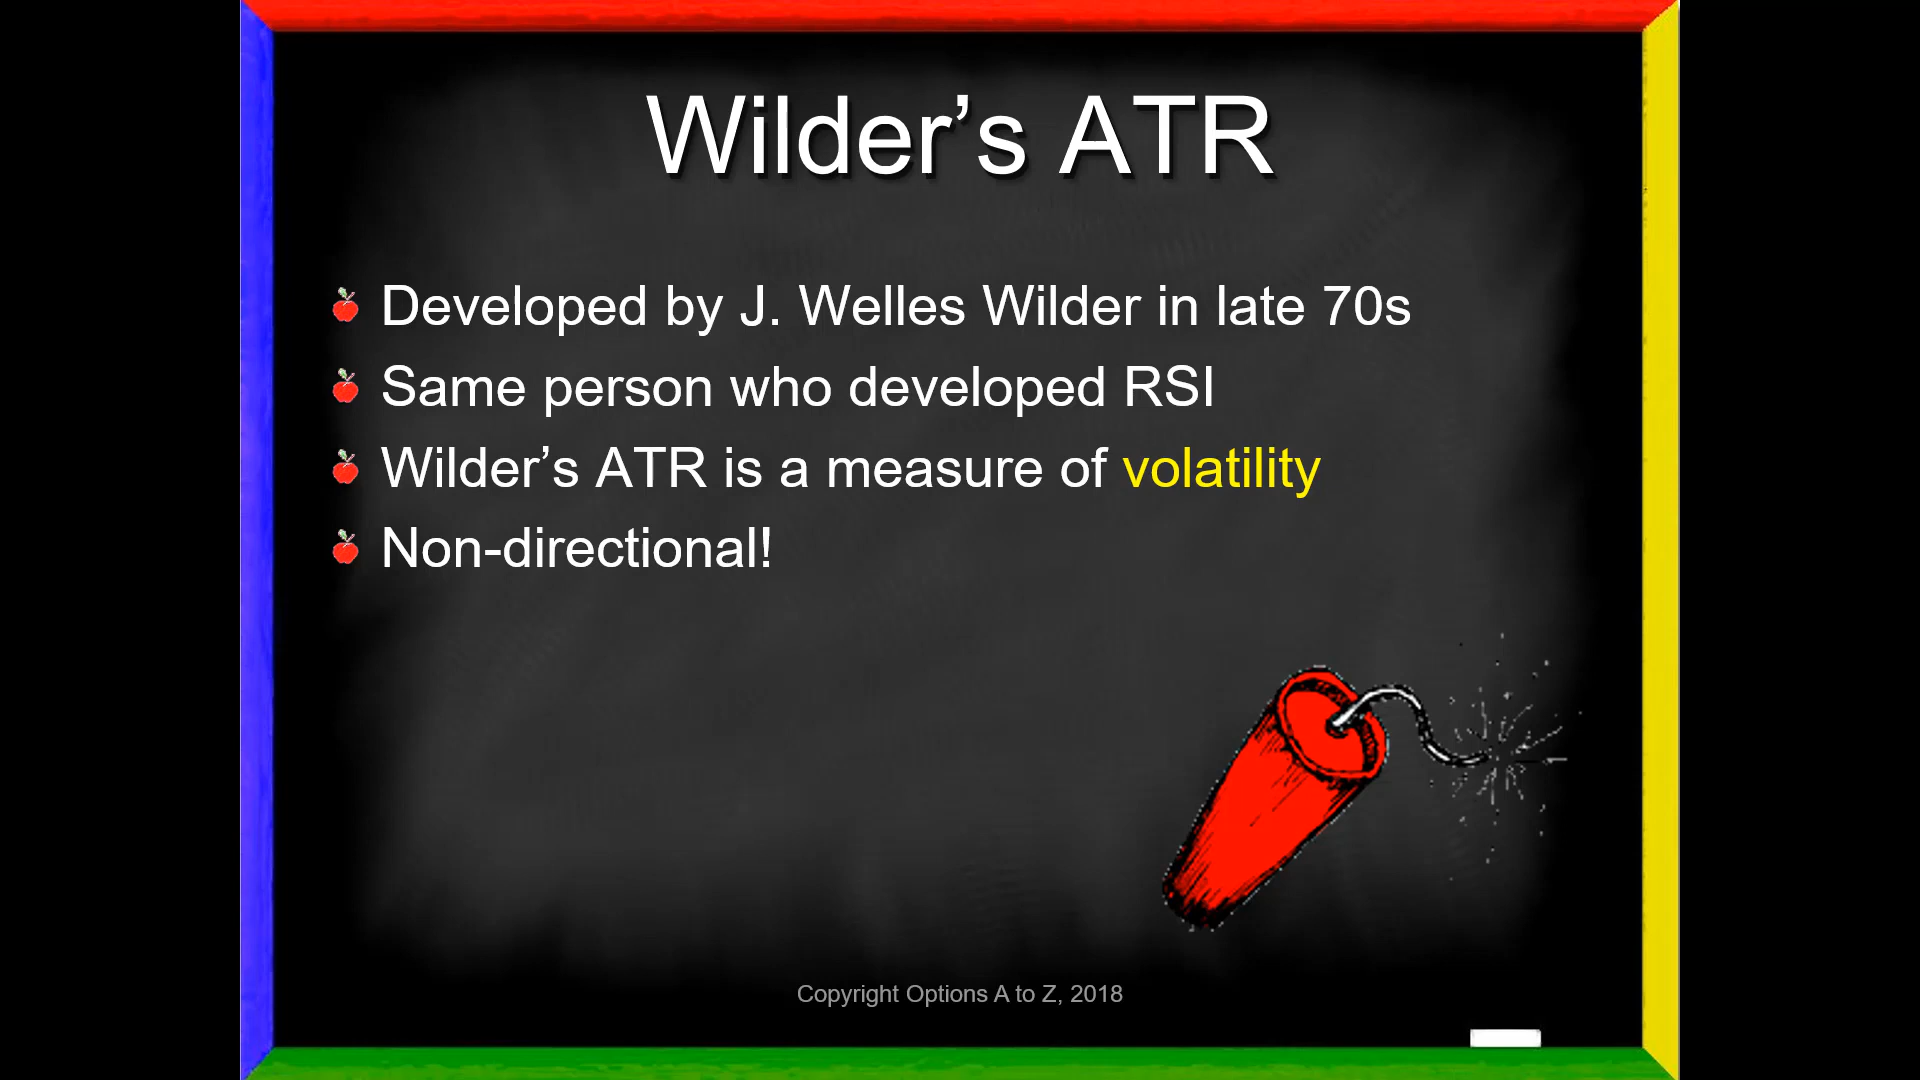 Wilder’s ATR
Developed by J. Welles Wilder in late 70s
Same person who developed RSI
Wilder’s ATR is a measure of volatility
Non-directional!
Copyright Options A to Z, 2018